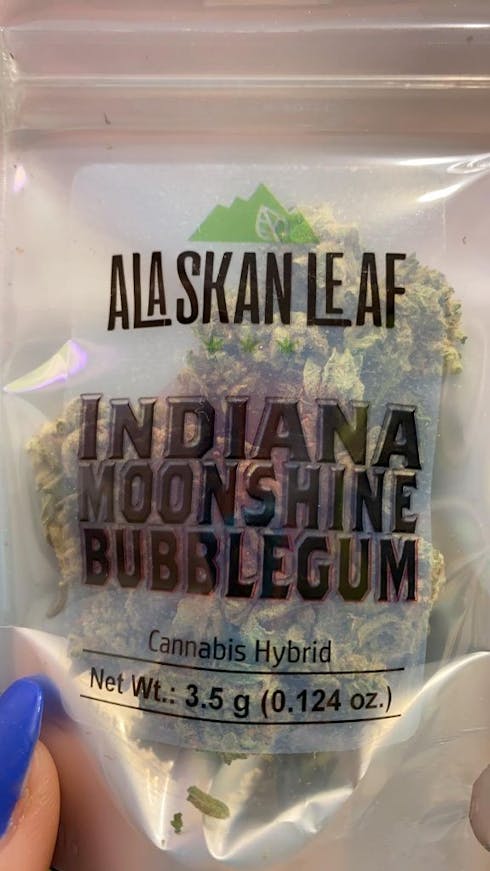 ALASKAN LEAF
INDIANA
MOONSHINE
BUBBLEGUM
Cannabis Hybrid
Net Wt.: 3.5 g (0.124 oz.)